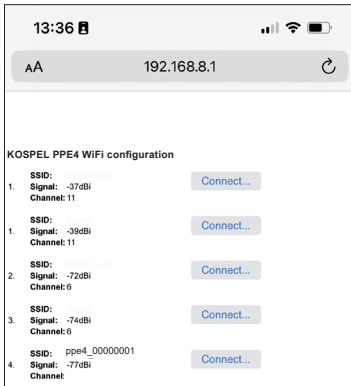 13:36
AA 192.168.8.1
KOSPEL PPE4 WiFi configuration
SSID:
1. Signal: -37dBi Connect...
Channel: 11
SSID:
1. Signal: -39dBi Connect...
Channel: 11
SSID:
2. Signal: -72dBi Connect...
Channel: 6
SSID:
3. Signal: -74dBi Connect...
Channel: 6
SSID: ppe4_00000001
4. Signal: -77dBi Connect...
Channel: